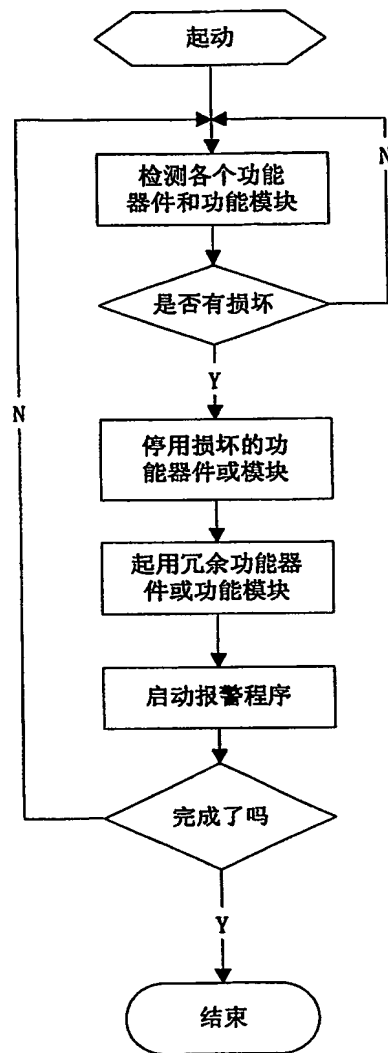 起动
N
检测各个功能
器件和功能模块
是否有损坏
Y
N
停用损坏的功
能器件或模块
起用冗余功能器
件或功能模块
启动报警程序
完成了吗
Y
结束